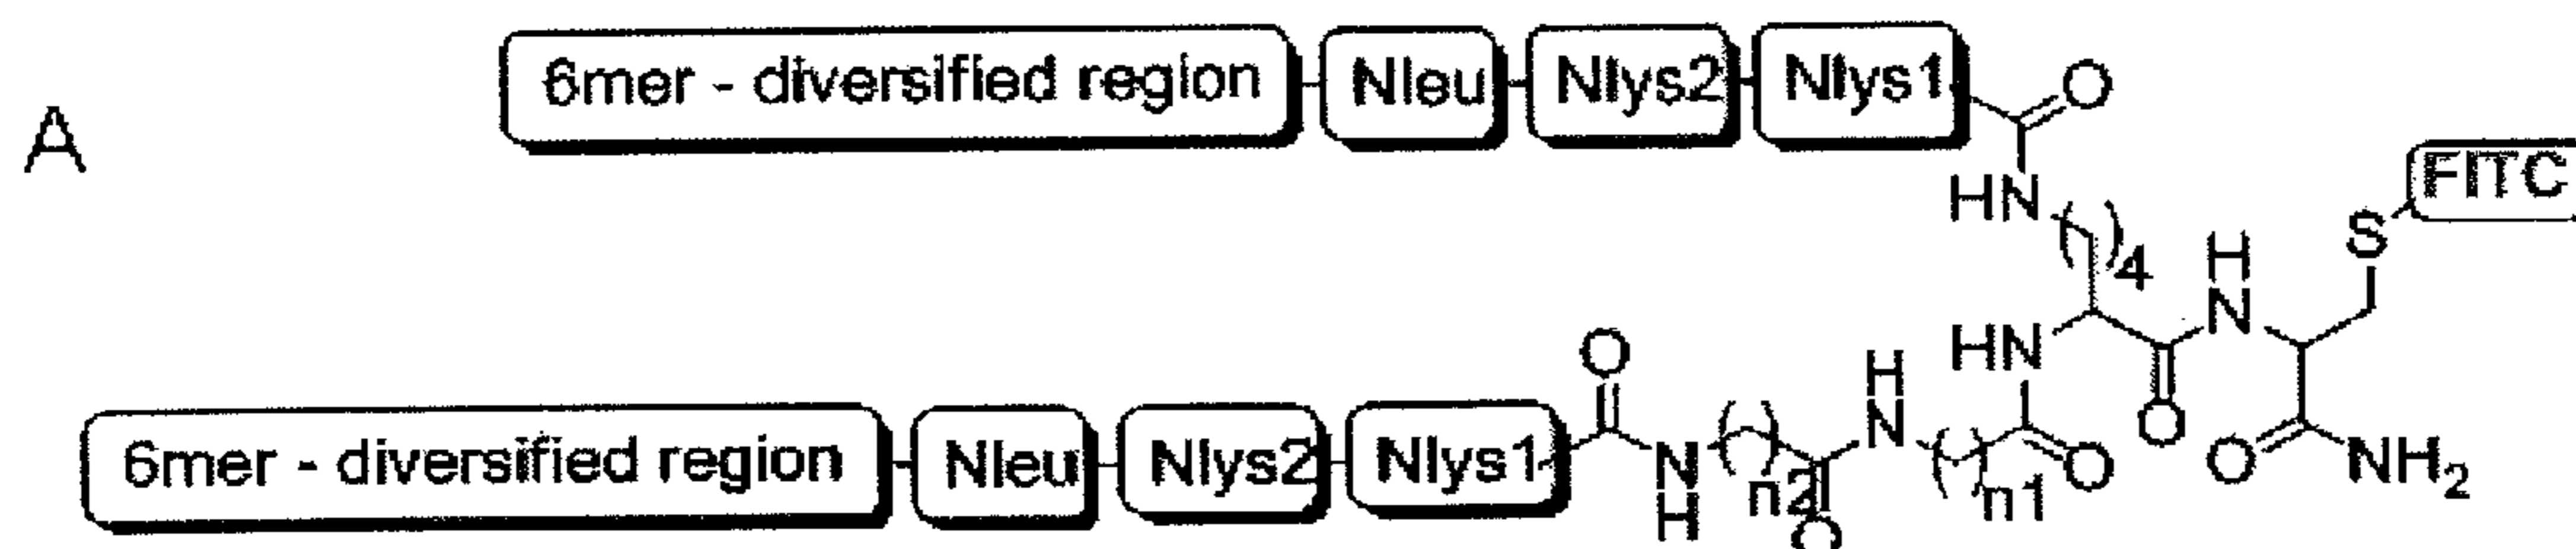 A
6mer - diversified region Nleu Nlys2 Nlys1 O
HN
( )4
S FITC
H
N
HN
O
O
NH2
6mer - diversified region Nleu Nlys2 Nlys1
O
N
H
( )n2
O
H
N
( )n1
O